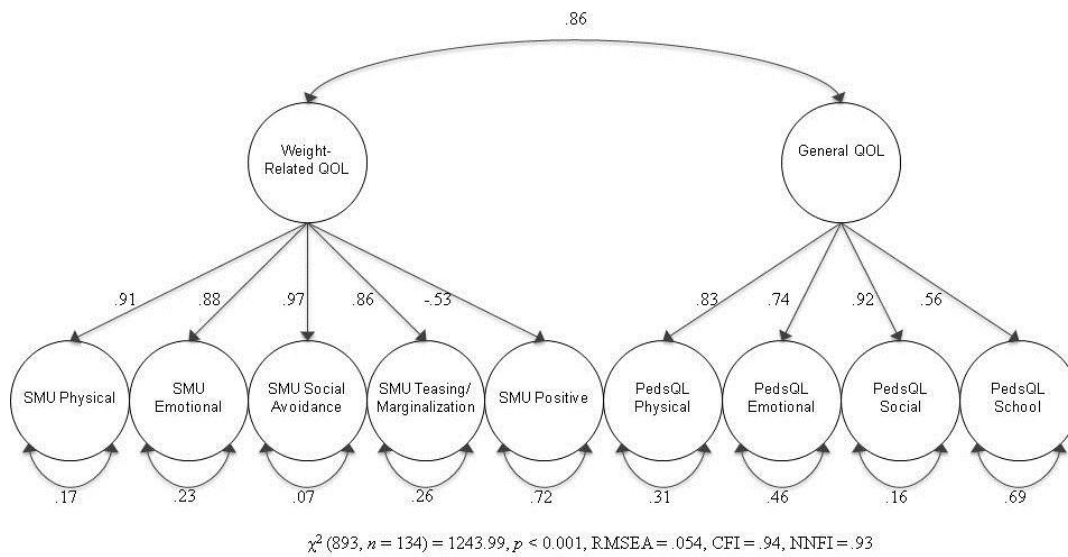 .86
Weight-
Related QOL
General QOL
.91
.88
.97
.86
-.53
.83
.74
.92
.56
SMU Physical
SMU
Emotional
SMU Social
Avoidance
SMU Teasing/
Marginalization
SMU Positive
PedsQL
Physical
PedsQL
Emotional
PedsQL
Social
PedsQL
School
.17
.23
.07
.26
.72
.31
.46
.16
.69
χ² (893, n = 134) = 1243.99, p < 0.001, RMSEA = .054, CFI = .94, NNFI = .93